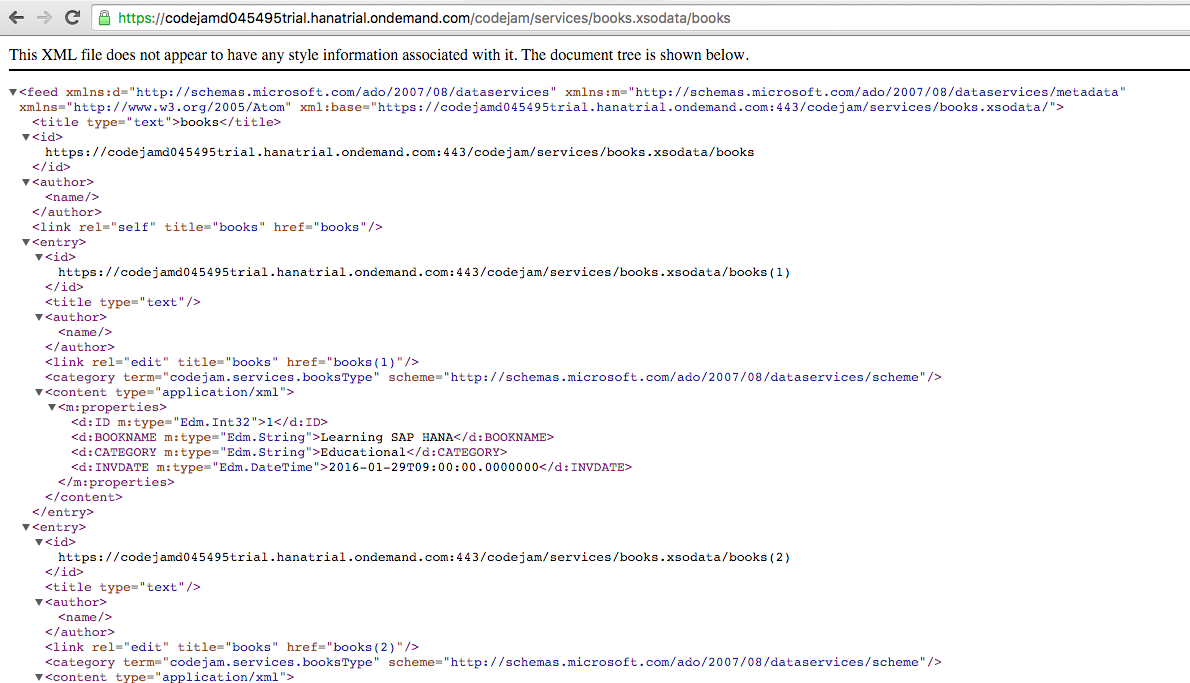 https://codejamd045495trial.hanatrial.ondemand.com/codejam/services/books.xsodata/books
This XML file does not appear to have any style information associated with it. The document tree is shown below.
▼<feed xmlns:d="http://schemas.microsoft.com/ado/2007/08/dataservices" xmlns:m="http://schemas.microsoft.com/ado/2007/08/dataservices/metadata"
xmlns="http://www.w3.org/2005/Atom" xml:base="https://codejamd045495trial.hanatrial.ondemand.com:443/codejam/services/books.xsodata/">
<title type="text">books</title>
▼<id>
https://codejamd045495trial.hanatrial.ondemand.com:443/codejam/services/books.xsodata/books
</id>
▼<author>
<name/>
</author>
<link rel="self" title="books" href="books"/>
▼<entry>
▼<id>
https://codejamd045495trial.hanatrial.ondemand.com:443/codejam/services/books.xsodata/books(1)
</id>
<title type="text"/>
▼<author>
<name/>
</author>
<link rel="edit" title="books" href="books(1)"/>
<category term="codejam.services.booksType" scheme="http://schemas.microsoft.com/ado/2007/08/dataservices/scheme"/>
▼<content type="application/xml">
▼<m:properties>
<d:ID m:type="Edm.Int32">1</d:ID>
<d:BOOKNAME m:type="Edm.String">Learning SAP HANA</d:BOOKNAME>
<d:CATEGORY m:type="Edm.String">Educational</d:CATEGORY>
<d:INVDATE m:type="Edm.DateTime">2016-01-29T09:00:00.0000000</d:INVDATE>
</m:properties>
</content>
</entry>
▼<entry>
▼<id>
https://codejamd045495trial.hanatrial.ondemand.com:443/codejam/services/books.xsodata/books(2)
</id>
<title type="text"/>
▼<author>
<name/>
</author>
<link rel="edit" title="books" href="books(2)"/>
<category term="codejam.services.booksType" scheme="http://schemas.microsoft.com/ado/2007/08/dataservices/scheme"/>
▼<content type="application/xml">